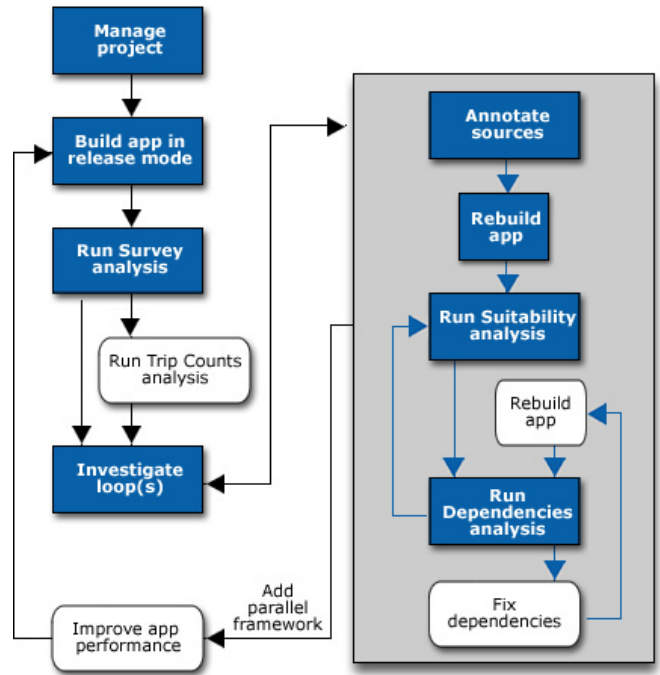 Manage
project
Build app in
release mode
Run Survey
analysis
Run Trip Counts
analysis
Investigate
loop(s)
Improve app
performance
Add
parallel
framework
Annotate
sources
Rebuild
app
Run Suitability
analysis
Rebuild
app
Run
Dependencies
analysis
Fix
dependencies